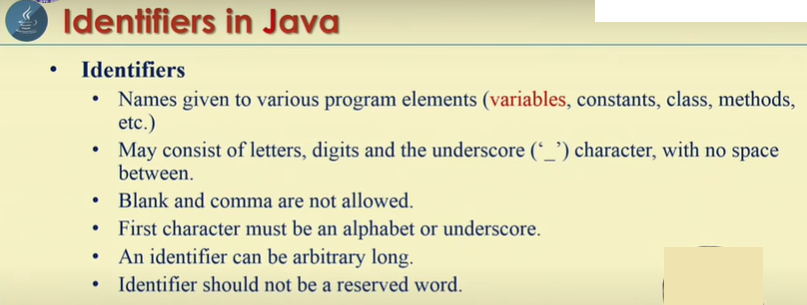 Identifiers in Java
• Identifiers
• Names given to various program elements (variables, constants, class, methods,
etc.)
• May consist of letters, digits and the underscore (‘_’) character, with no space
between.
• Blank and comma are not allowed.
• First character must be an alphabet or underscore.
• An identifier can be arbitrary long.
• Identifier should not be a reserved word.